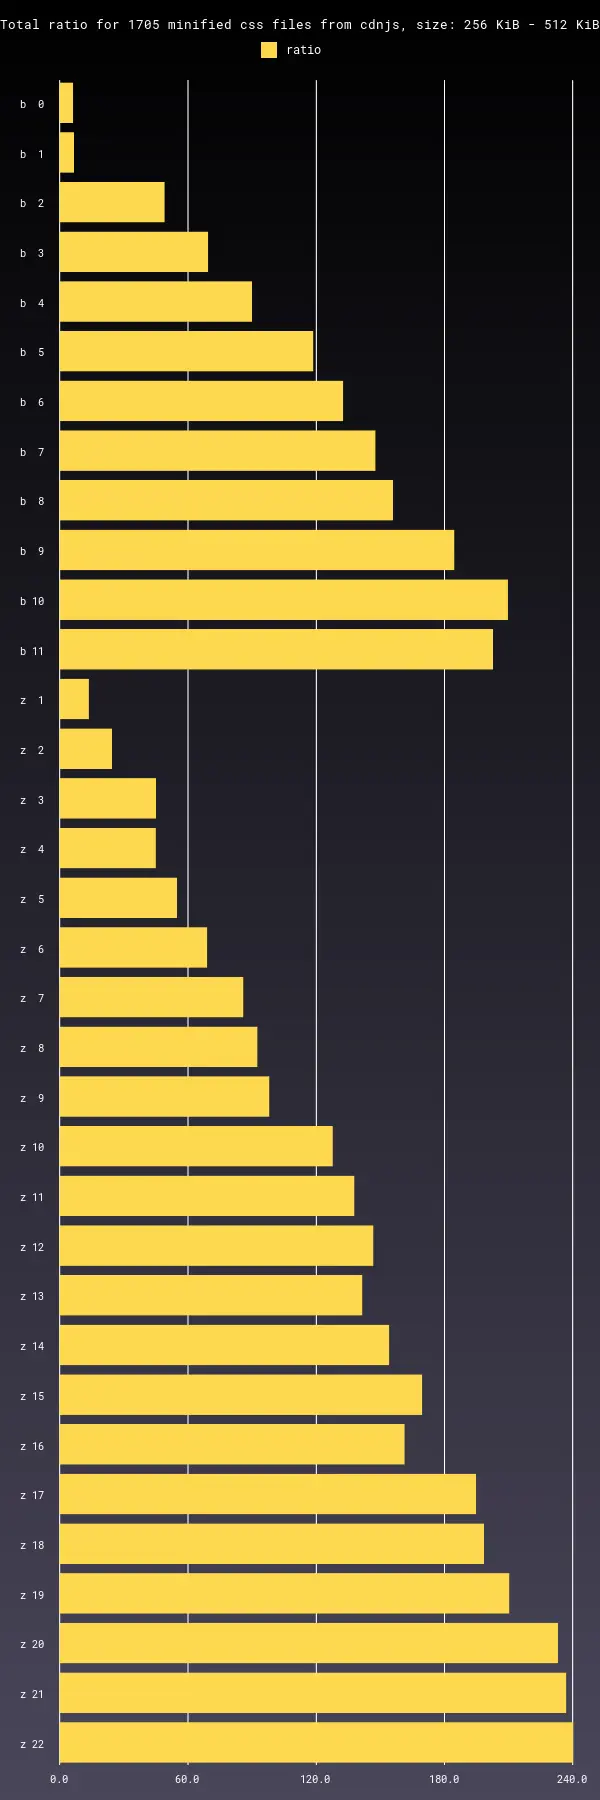 Total ratio for 1705 minified css files from cdnjs, size: 256 KiB - 512 KiB
ratio
b 0
b 1
b 2
b 3
b 4
b 5
b 6
b 7
b 8
b 9
b 10
b 11
z 1
z 2
z 3
z 4
z 5
z 6
z 7
z 8
z 9
z 10
z 11
z 12
z 13
z 14
z 15
z 16
z 17
z 18
z 19
z 20
z 21
z 22
0.0 60.0 120.0 180.0 240.0